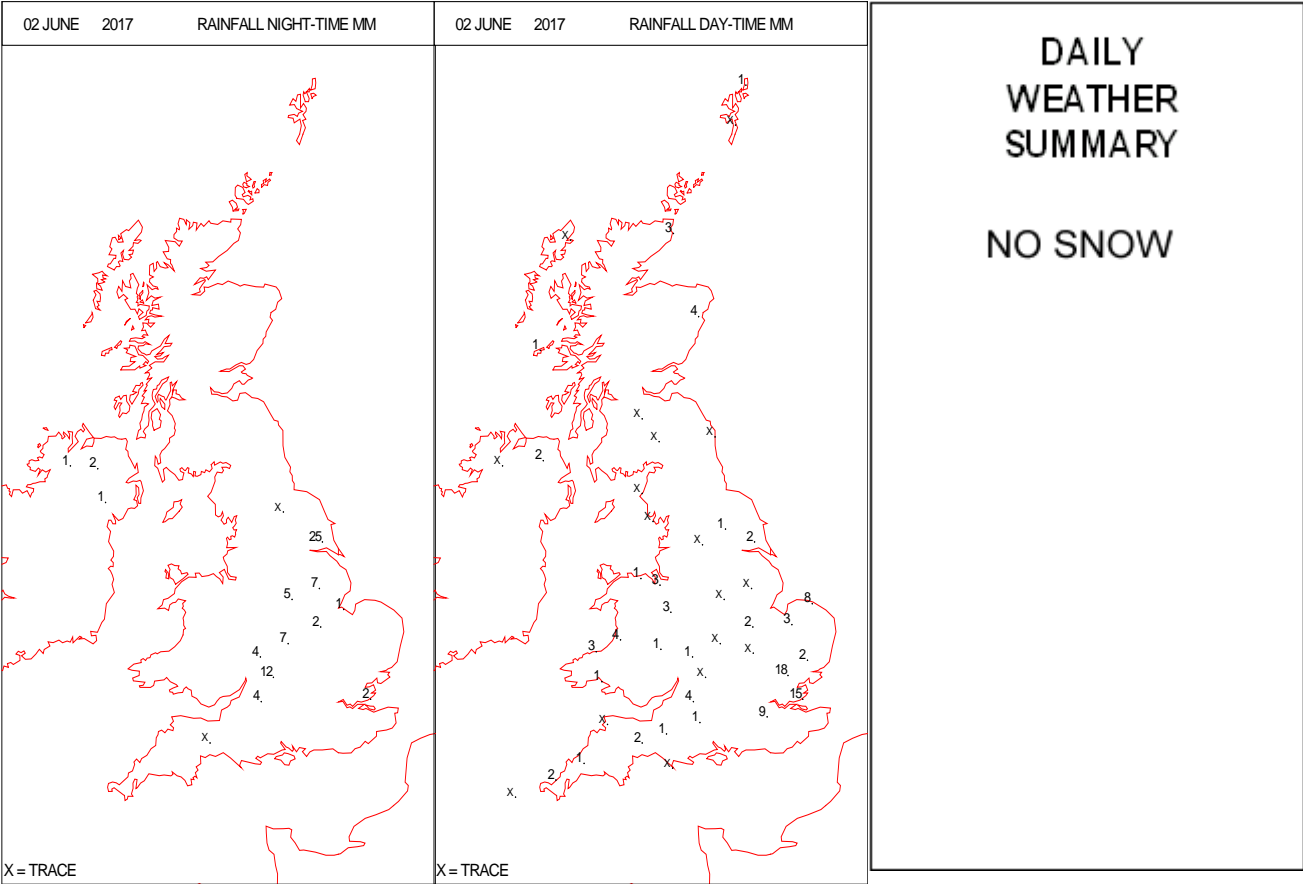 02 JUNE 2017 RAINFALL NIGHT-TIME MM
1. 2.
1.
X.
25.
7.
5.
1.
2.
7.
4.
12.
4.
2.
X.
X = TRACE
02 JUNE 2017 RAINFALL DAY-TIME MM
1.
X.
3.
X.
4.
1.
X.
X.
X.
2.
X.
X.
X.
1.
X.
2.
1.
3.
X.
X.
8.
3.
2.
3.
4.
X.
3.
1.
1.
X.
2.
1.
X.
18.
4.
15.
9.
1.
X.
1.
2.
X.
1.
2.
X.
X = TRACE
DAILY
WEATHER
SUMMARY
NO SNOW